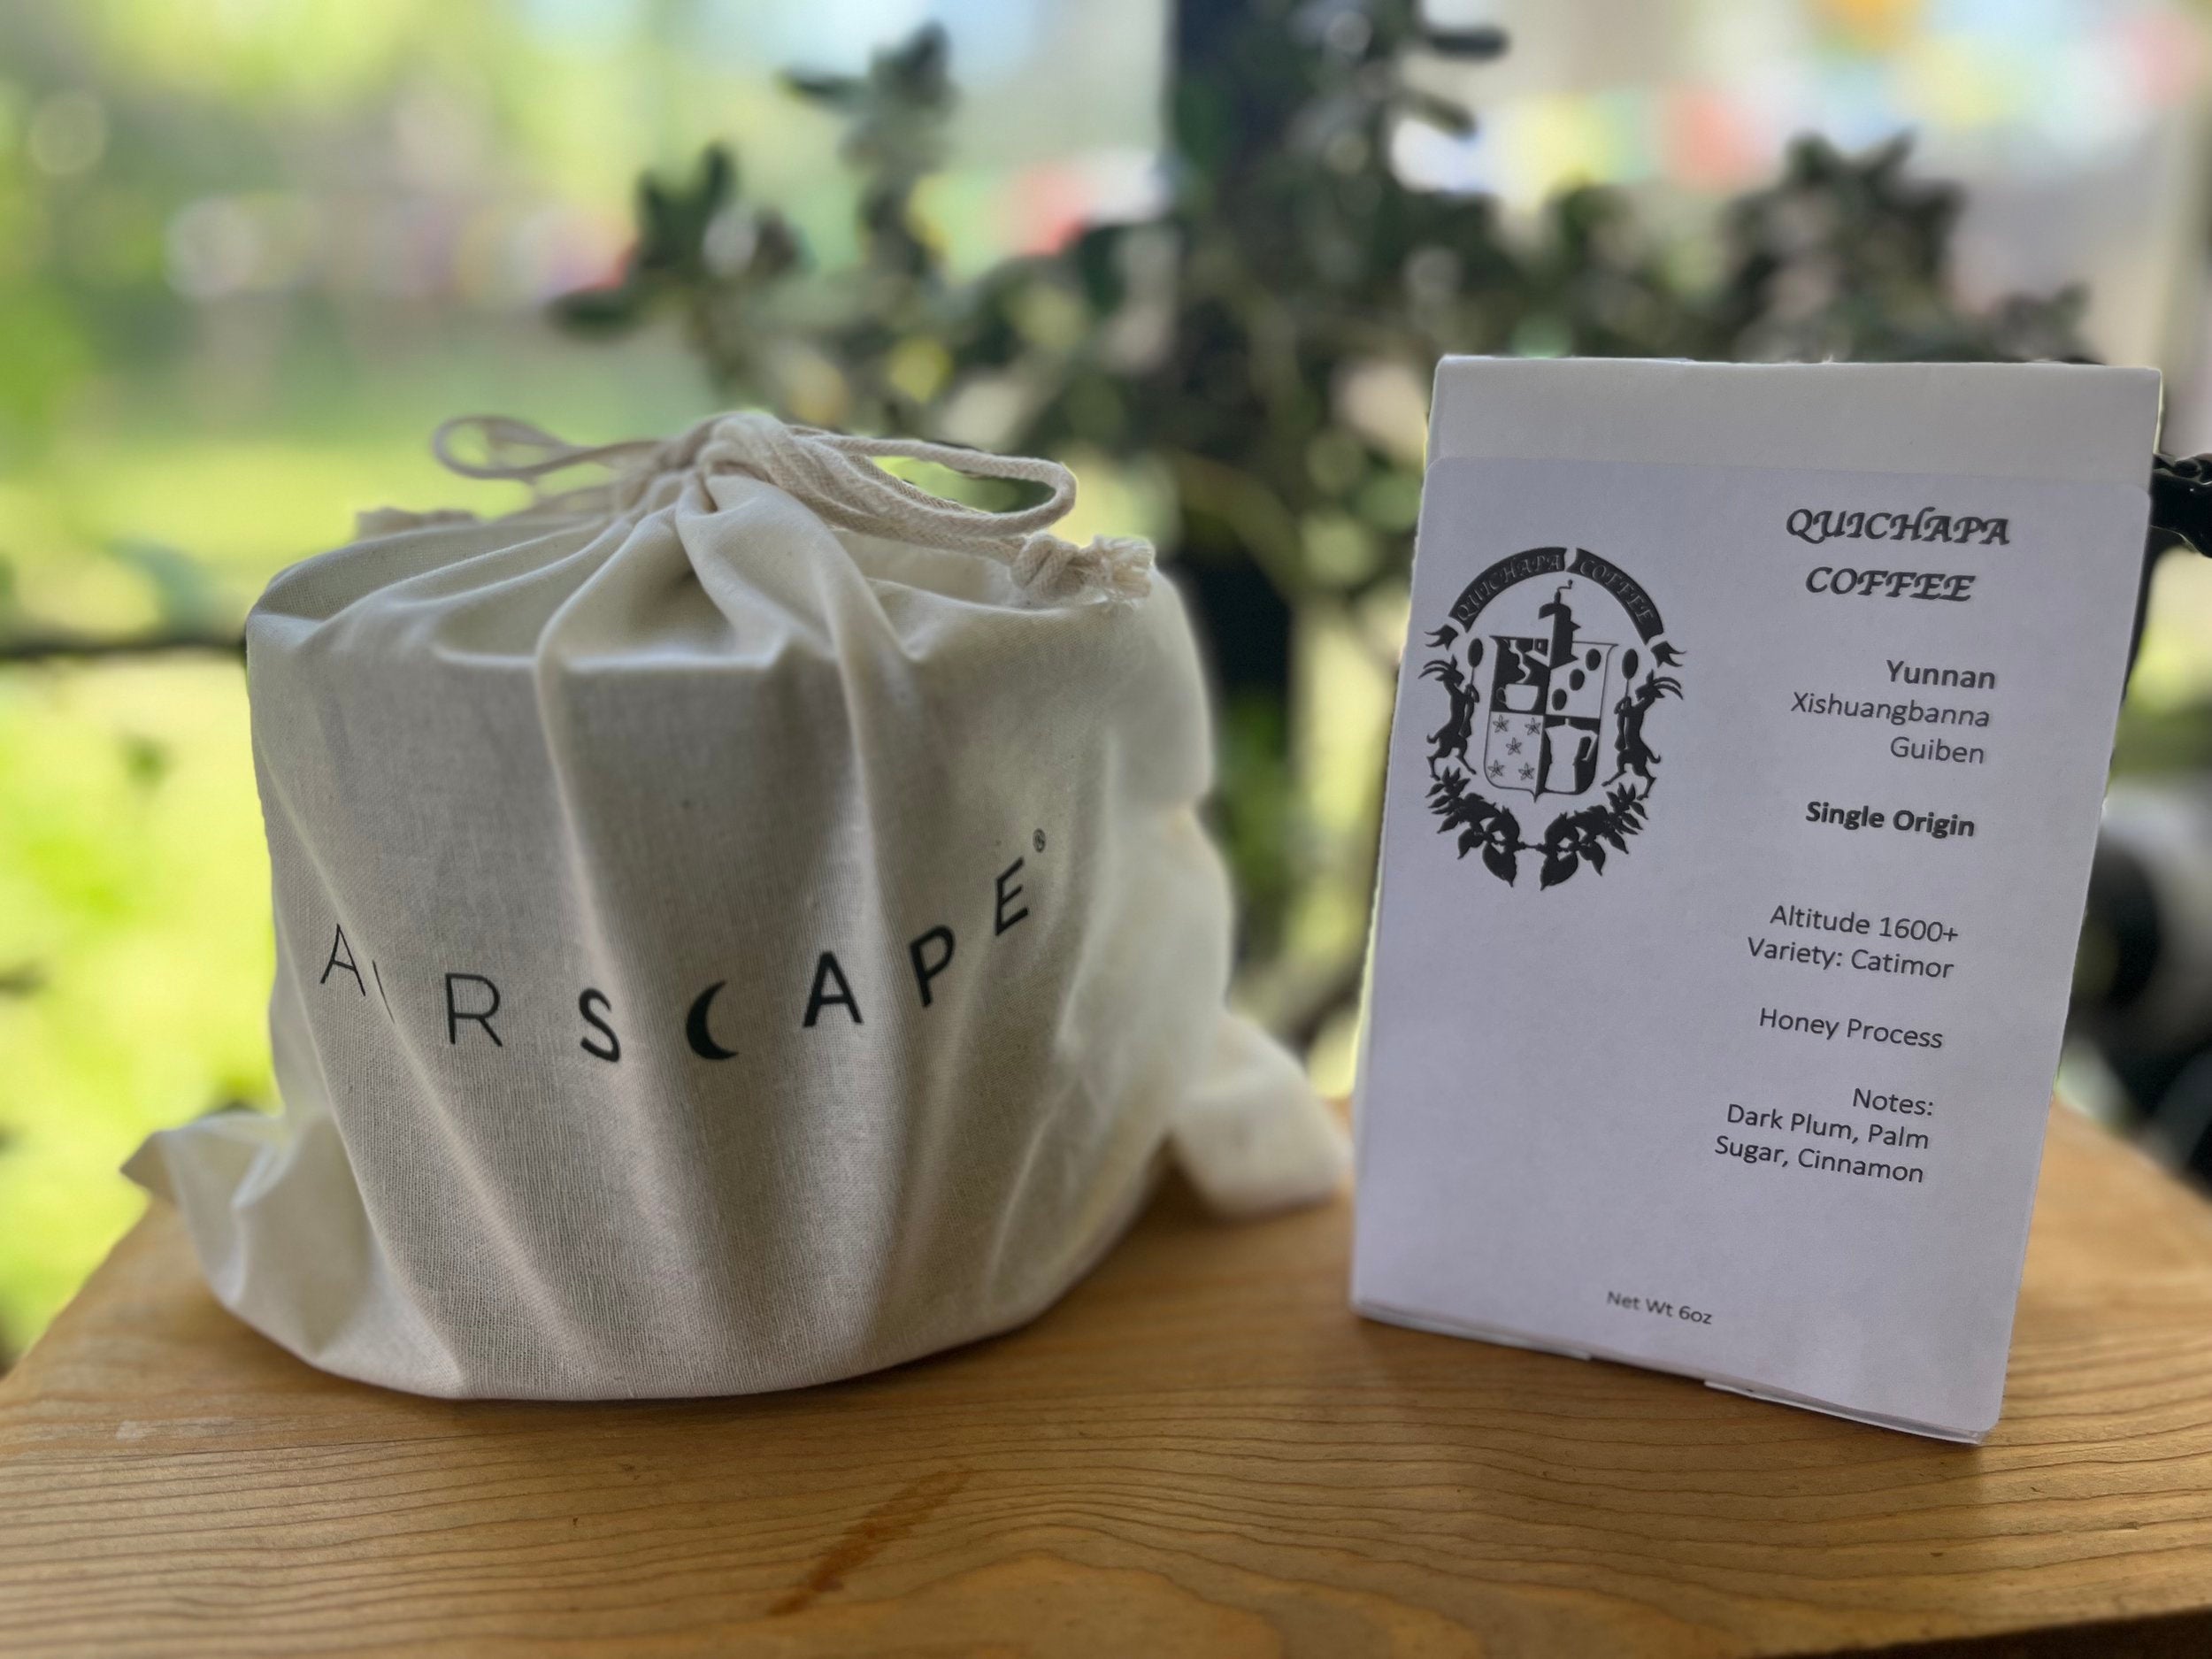 AIRSCAPE®
QUICHAPA COFFEE
QUICHAPA
COFFEE
Yunnan
Xishuangbanna
Guiben
Single Origin
Altitude 1600+
Variety: Catimor
Honey Process
Notes:
Dark Plum, Palm
Sugar, Cinnamon
Net Wt 6oz